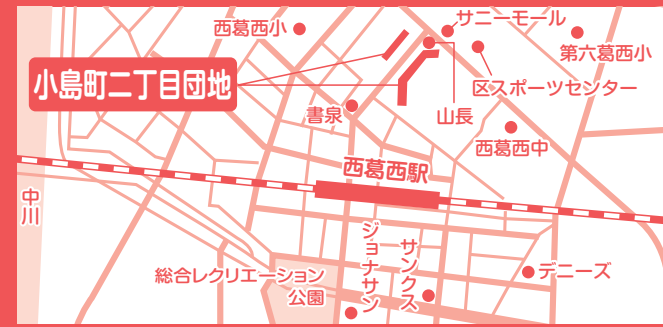 西葛西小
サニーモール
第六葛西小
小島町二丁目団地
区スポーツセンター
書泉
山長
西葛西中
西葛西駅
中川
ジョナサン
サンクス
デニーズ
総合レクリエーション
公園